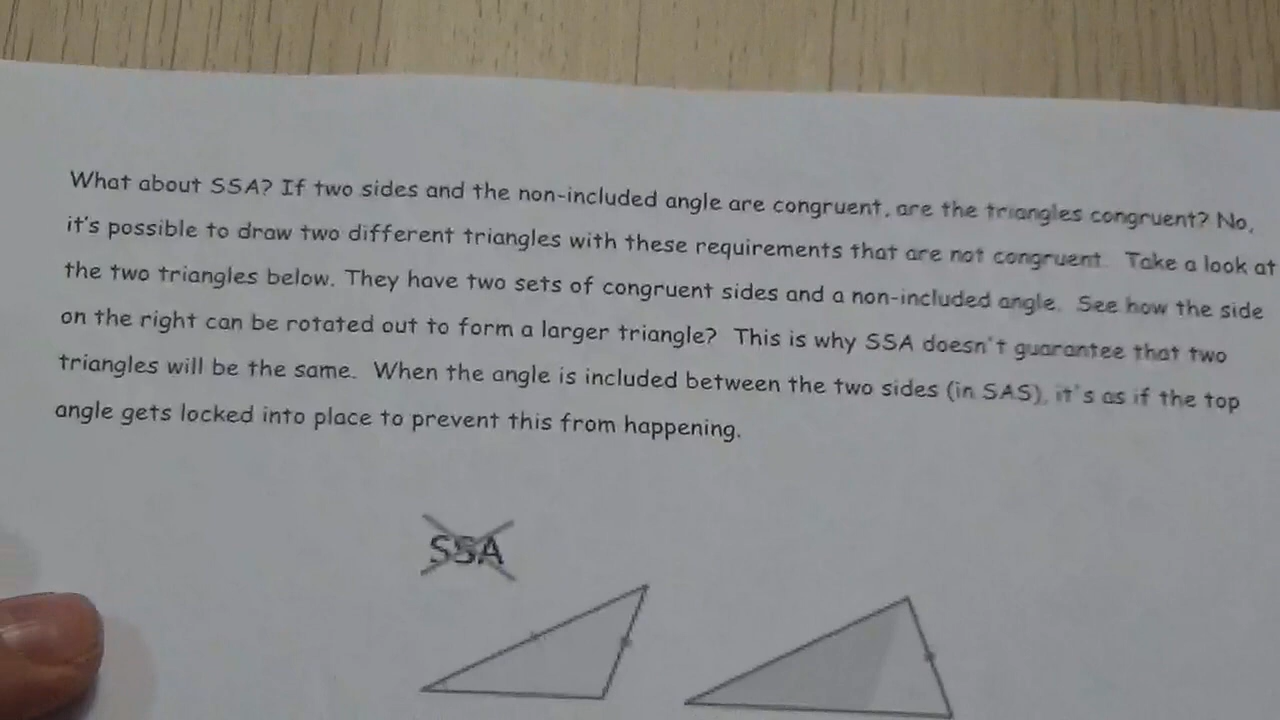 What about SSA? If two sides and the non-included angle are congruent, are the triangles congruent? No,
it's possible to draw two different triangles with these requirements that are not congruent. Take a look at
the two triangles below. They have two sets of congruent sides and a non-included angle. See how the side
on the right can be rotated out to form a larger triangle? This is why SSA doesn't guarantee that two
triangles will be the same. When the angle is included between the two sides (in SAS), it's as if the top
angle gets locked into place to prevent this from happening.
SSA